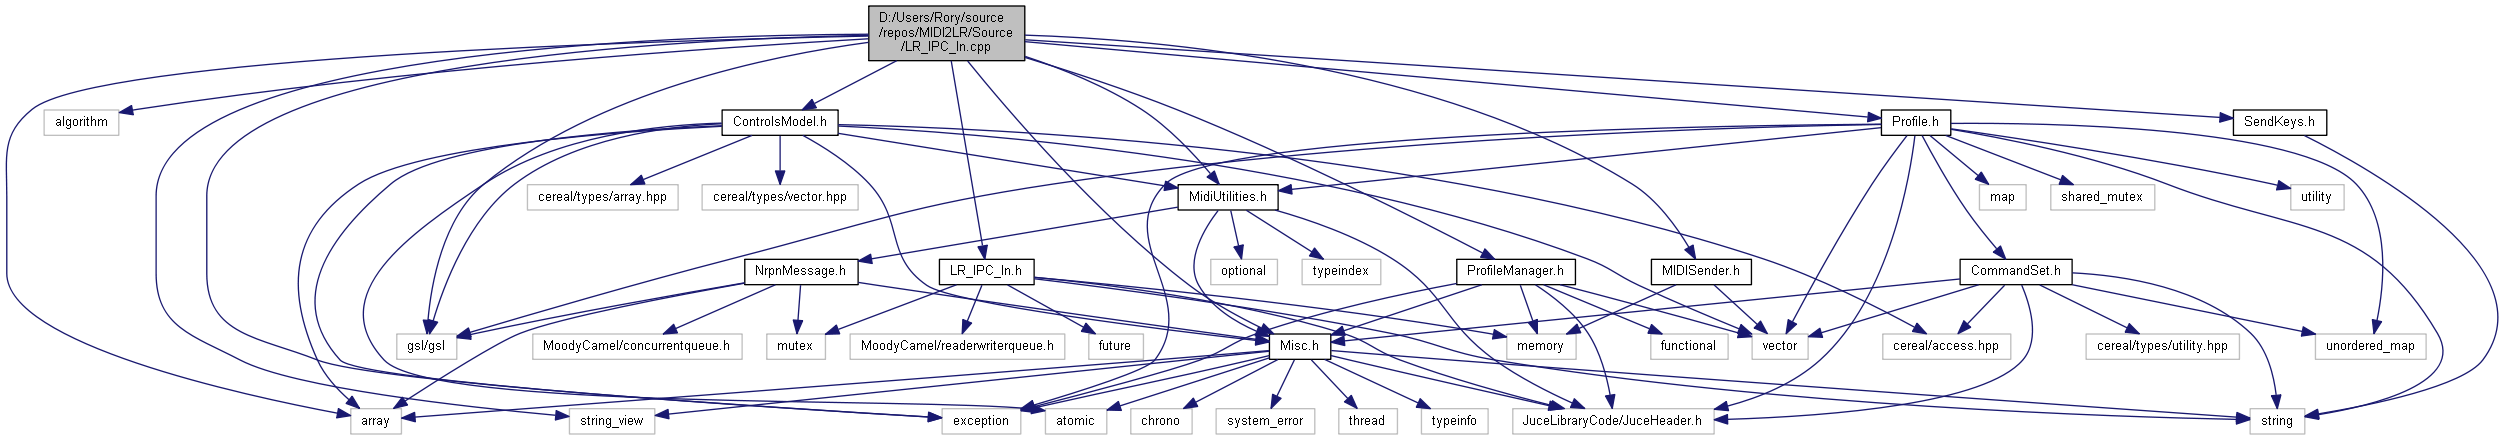 D:/Users/Rory/source
/repos/MIDI2LR/Source
/LR_IPC_In.cpp
algorithm
ControlsModel.h
Profile.h
SendKeys.h
cereal/types/array.hpp
cereal/types/vector.hpp
MidiUtilities.h
map
shared_mutex
utility
NrpnMessage.h
LR_IPC_In.h
optional
typeindex
ProfileManager.h
MIDISender.h
CommandSet.h
gsl/gsl
MoodyCamel/concurrentqueue.h
mutex
MoodyCamel/readerwriterqueue.h
future
Misc.h
memory
functional
vector
cereal/access.hpp
cereal/types/utility.hpp
unordered_map
array
string_view
exception
atomic
chrono
system_error
thread
typeinfo
JuceLibraryCode/JuceHeader.h
string